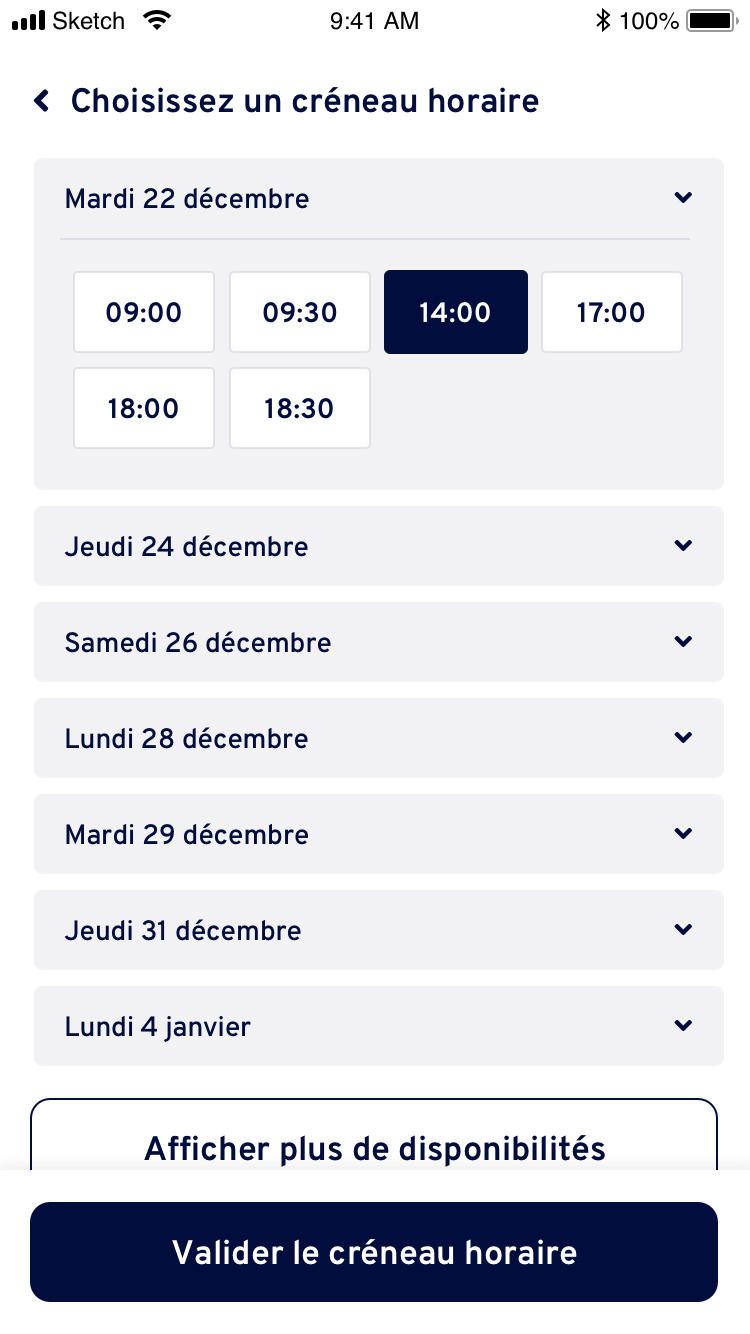 Sketch 9:41 AM 100%
Choisissez un créneau horaire
Mardi 22 décembre
09:00 09:30 14:00 17:00
18:00 18:30
Jeudi 24 décembre
Samedi 26 décembre
Lundi 28 décembre
Mardi 29 décembre
Jeudi 31 décembre
Lundi 4 janvier
Afficher plus de disponibilités
Valider le créneau horaire